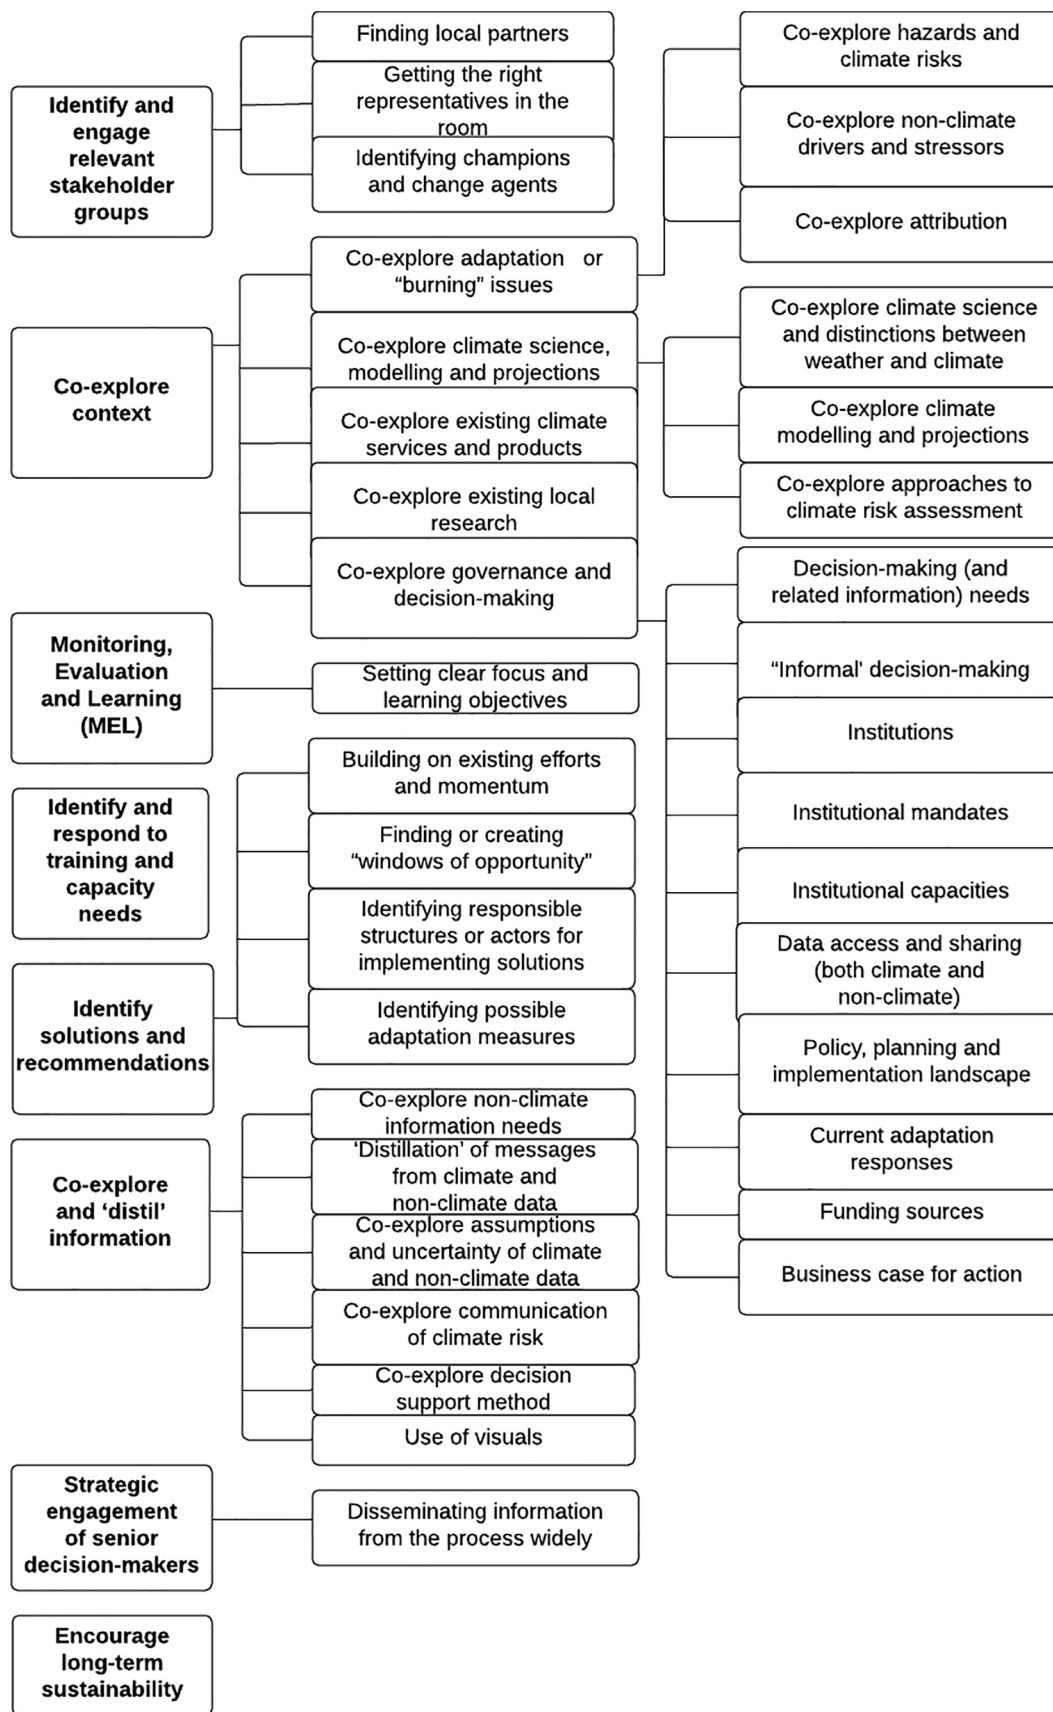 Identify and
engage
relevant
stakeholder
groups
Finding local partners
Getting the right
representatives in the
room
Identifying champions
and change agents
Co-explore
context
Co-explore adaptation or
“burning” issues
Co-explore hazards and
climate risks
Co-explore non-climate
drivers and stressors
Co-explore attribution
Co-explore climate science,
modelling and projections
Co-explore climate science
and distinctions between
weather and climate
Co-explore climate
modelling and projections
Co-explore approaches to
climate risk assessment
Co-explore existing climate
services and products
Co-explore existing local
research
Co-explore governance and
decision-making
Decision-making (and
related information) needs
“Informal' decision-making
Institutions
Institutional mandates
Institutional capacities
Data access and sharing
(both climate and
non-climate)
Policy, planning and
implementation landscape
Current adaptation
responses
Funding sources
Business case for action
Monitoring,
Evaluation
and Learning
(MEL)
Setting clear focus and
learning objectives
Identify and
respond to
training and
capacity
needs
Identify
solutions and
recommendations
Building on existing efforts
and momentum
Finding or creating
“windows of opportunity”
Identifying responsible
structures or actors for
implementing solutions
Identifying possible
adaptation measures
Co-explore
and ‘distil’
information
Co-explore non-climate
information needs
‘Distillation’ of messages
from climate and
non-climate data
Co-explore assumptions
and uncertainty of climate
and non-climate data
Co-explore communication
of climate risk
Co-explore decision
support method
Use of visuals
Strategic
engagement
of senior
decision-makers
Disseminating information
from the process widely
Encourage
long-term
sustainability